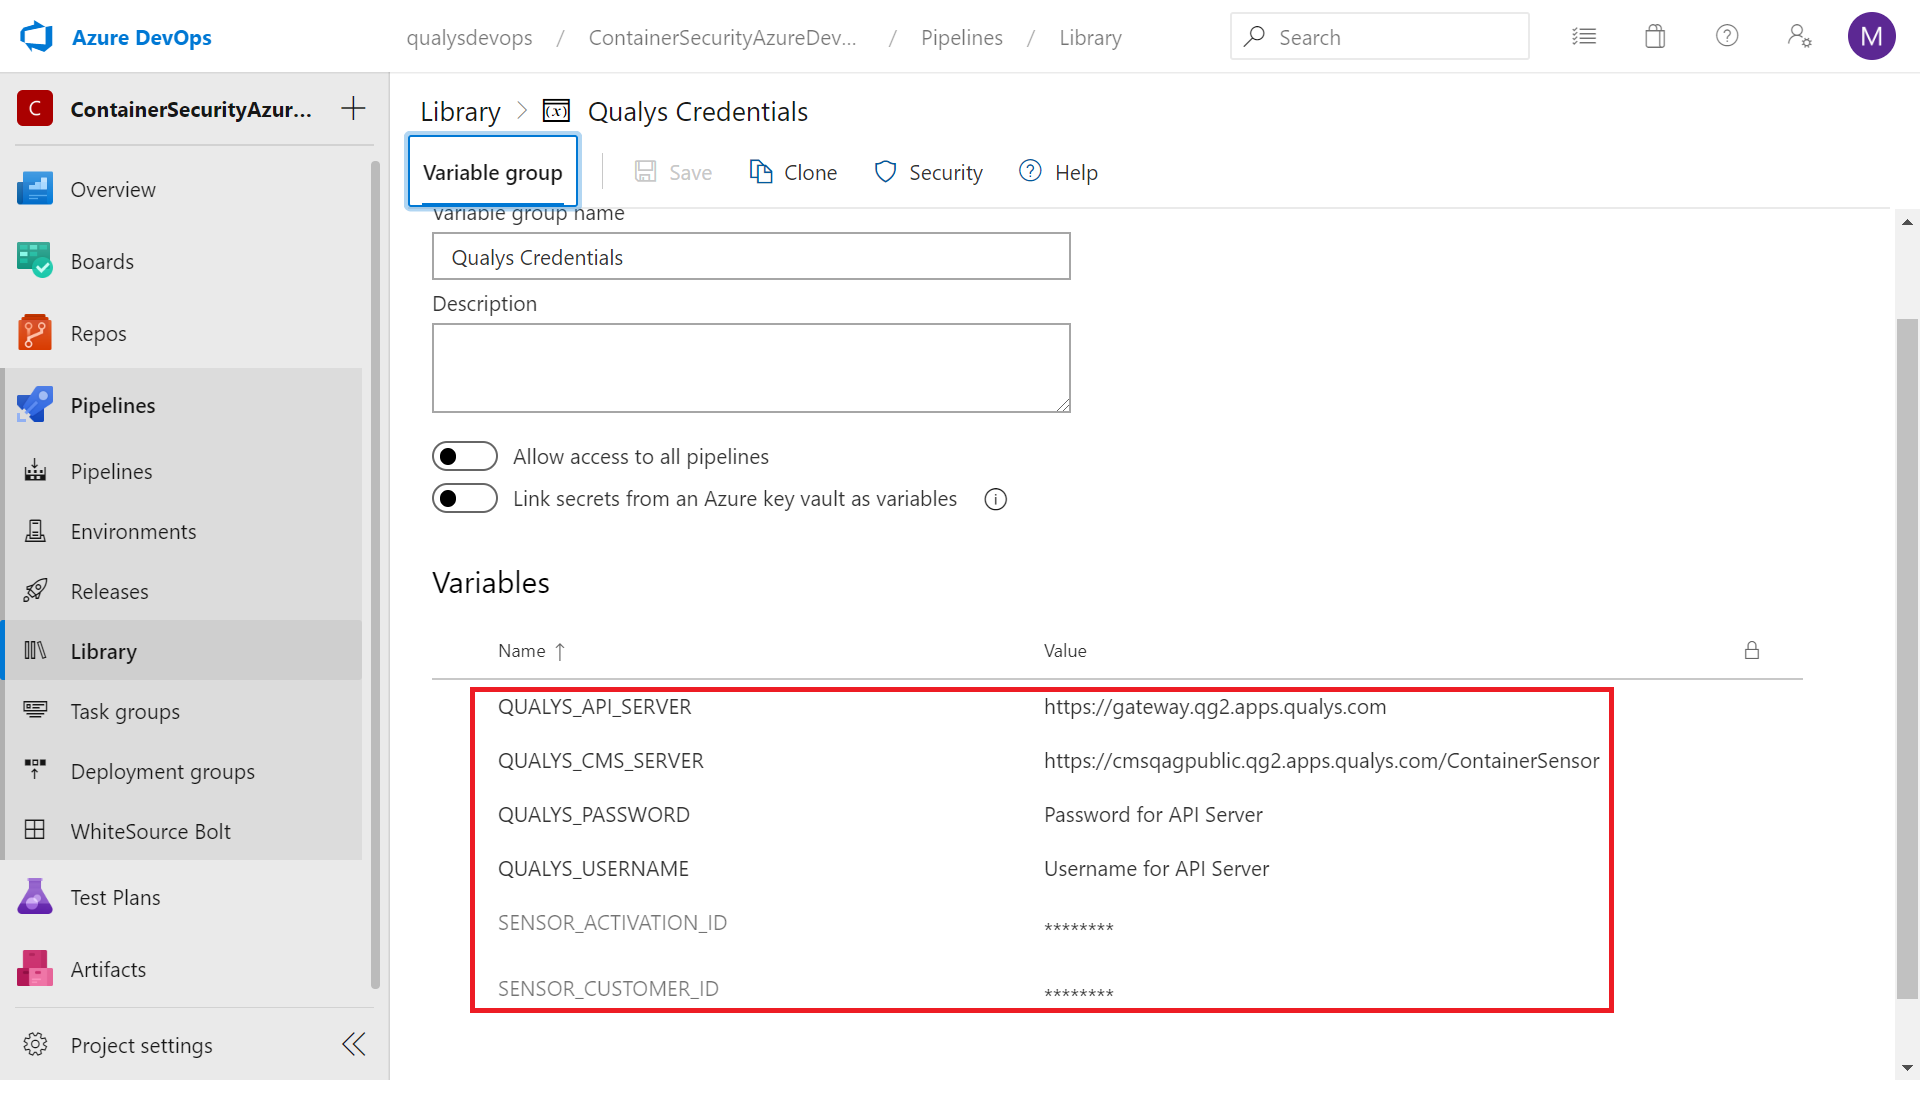 Azure DevOps
qualysdevops / ContainerSecurityAzureDev... / Pipelines / Library
Search
M
C ContainerSecurityAzur...
Overview
Boards
Repos
Pipelines
Pipelines
Environments
Releases
Library
Task groups
Deployment groups
WhiteSource Bolt
Test Plans
Artifacts
Project settings
Library > (x) Qualys Credentials
Variable group Save Clone Security Help
Variable group name
Qualys Credentials
Description
Allow access to all pipelines
Link secrets from an Azure key vault as variables
Variables
Name ↑ Value
QUALYS_API_SERVER https://gateway.qg2.apps.qualys.com
QUALYS_CMS_SERVER https://cmsqagpublic.qg2.apps.qualys.com/ContainerSensor
QUALYS_PASSWORD Password for API Server
QUALYS_USERNAME Username for API Server
SENSOR_ACTIVATION_ID ********
SENSOR_CUSTOMER_ID ********